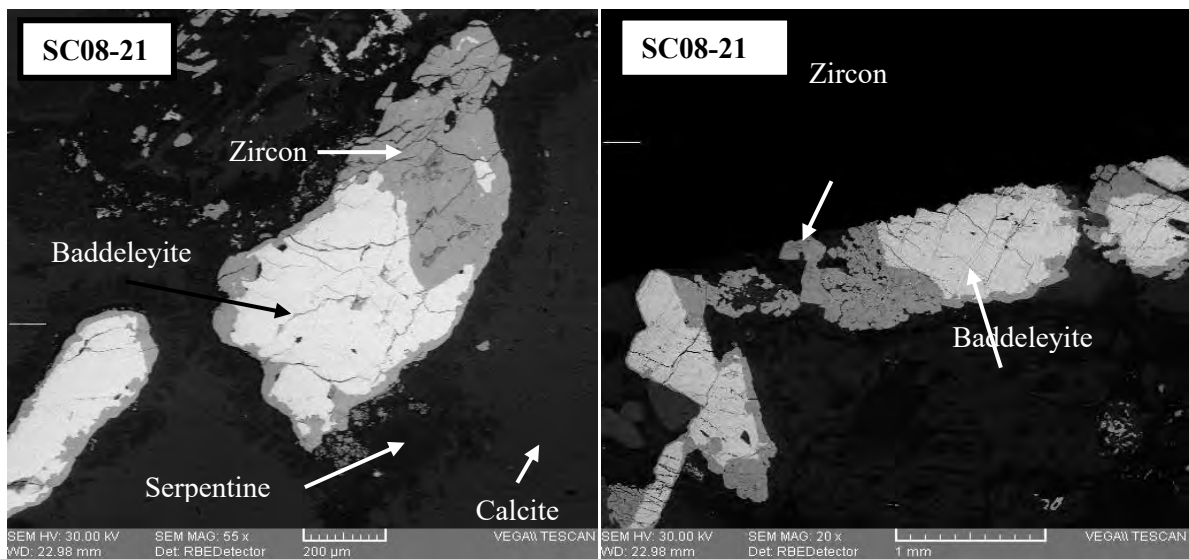 SC08-21
Zircon
Baddeleyite
Serpentine
Calcite
SEM HV: 30.00 kV SEM MAG: 55 x VEGA\\ TESCAN
WD: 22.98 mm Det: RBEDetector 200 µm
SC08-21
Zircon
Baddeleyite
SEM HV: 30.00 kV SEM MAG: 20 x VEGA\\ TESCAN
WD: 22.98 mm Det: RBEDetector 1 mm